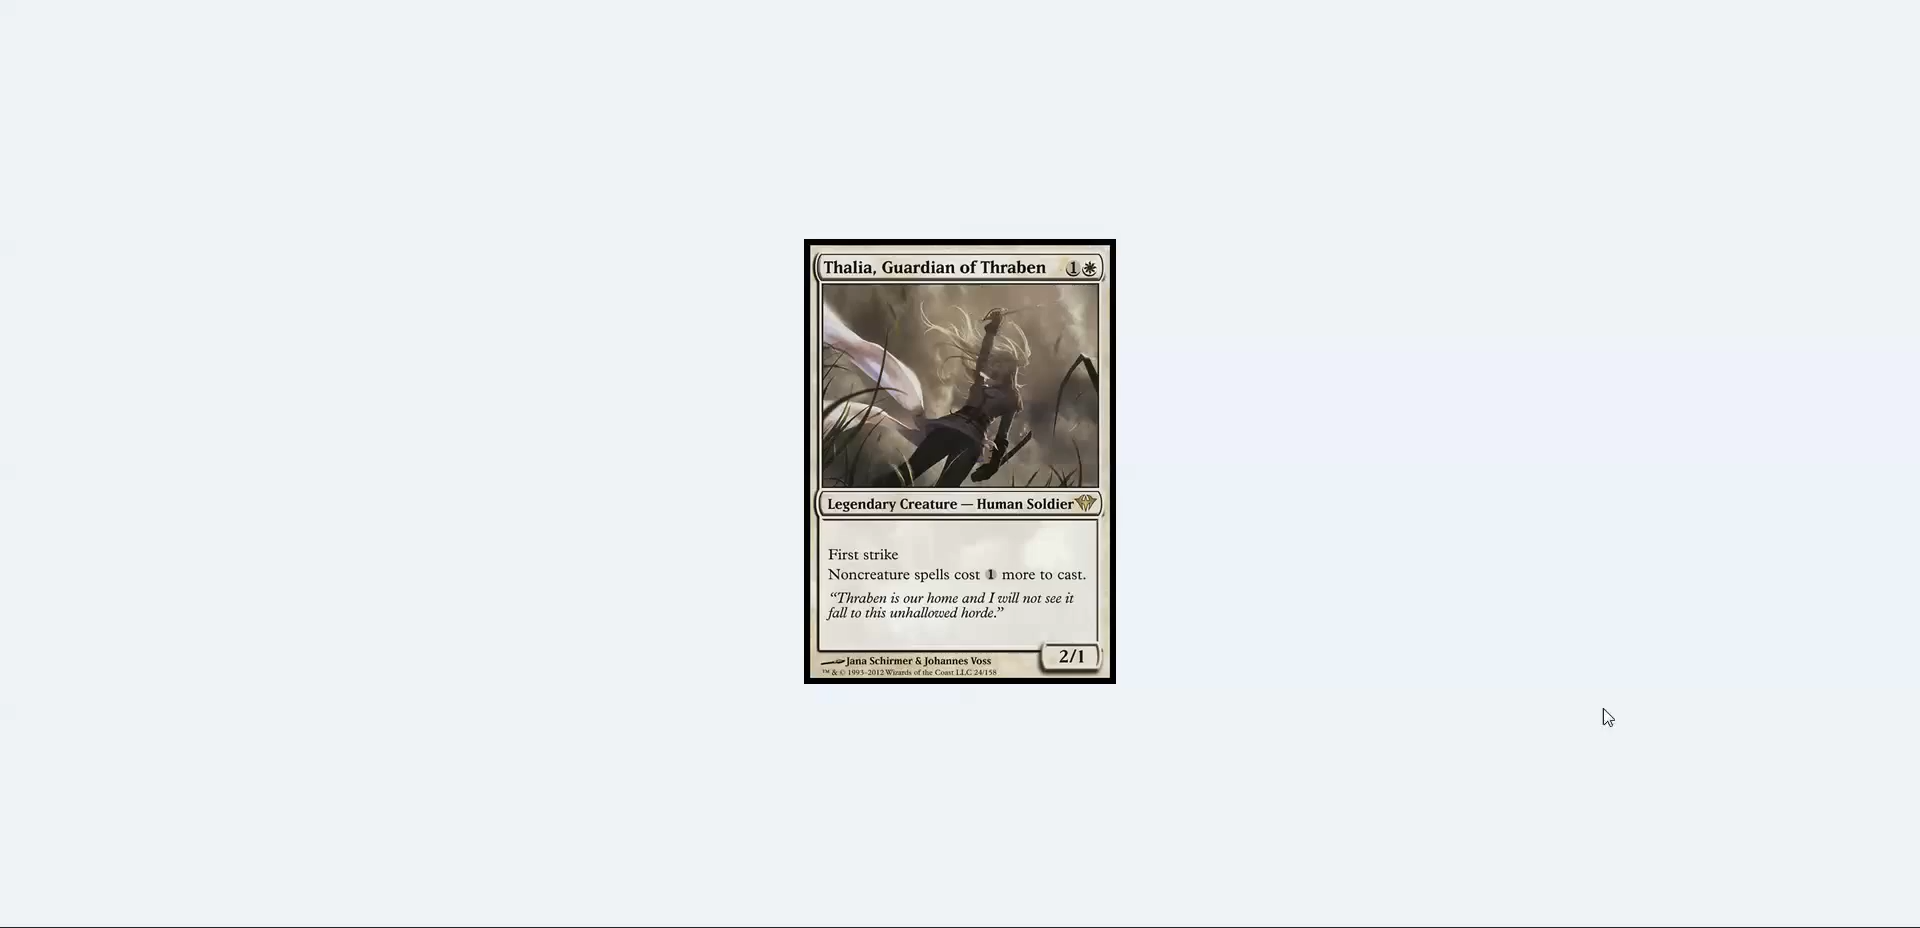 Thalia, Guardian of Thraben 1
Legendary Creature — Human Soldier
First strike
Noncreature spells cost 1 more to cast.
“Thraben is our home and I will not see it
fall to this unhallowed horde.”
2/1
Jana Schirmer & Johannes Voss
™ & © 1993–2012 Wizards of the Coast LLC 24/158